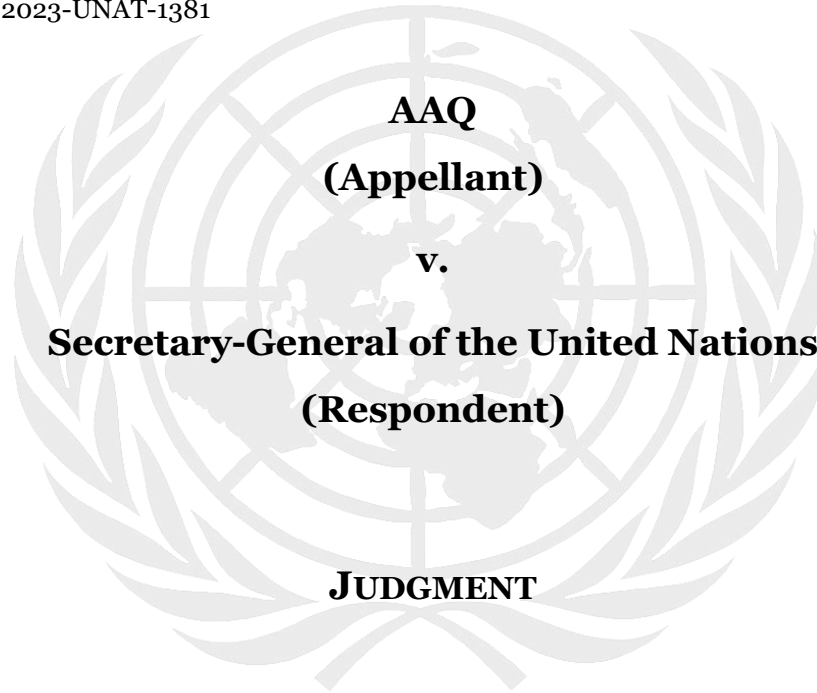 2023-UNAT-1381
AAQ
(Appellant)
v.
Secretary-General of the United Nations
(Respondent)
JUDGMENT